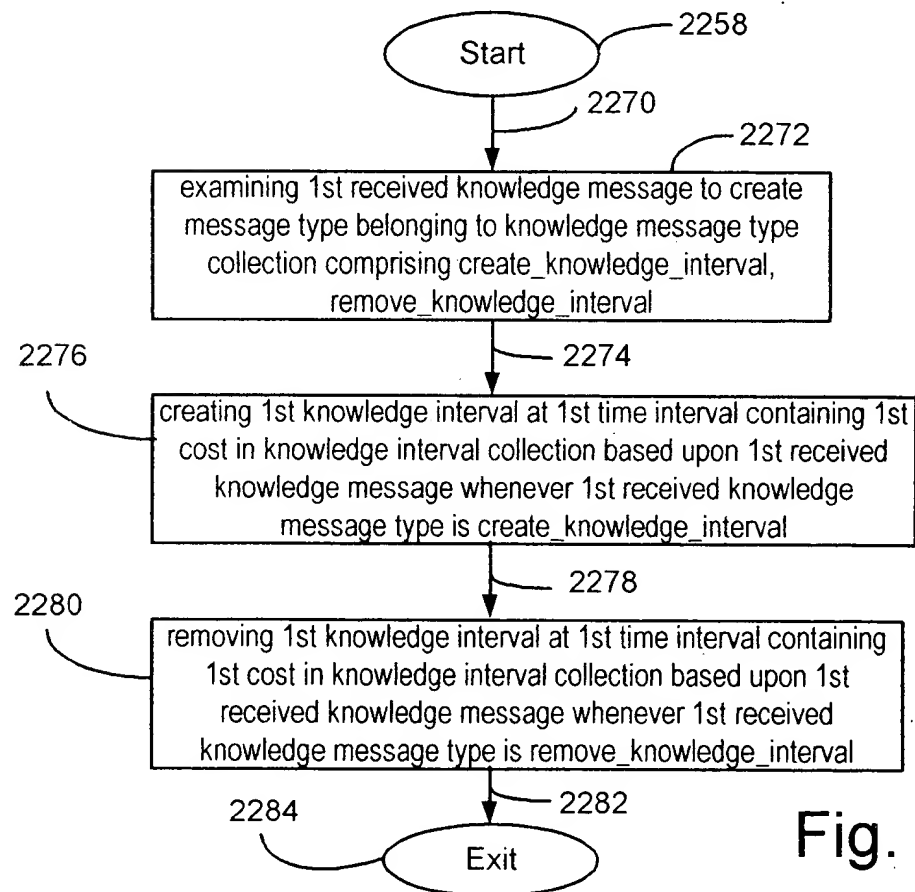 Start
2258
2270
2272
examining 1st received knowledge message to create
message type belonging to knowledge message type
collection comprising create_knowledge_interval,
remove_knowledge_interval
2274
2276
creating 1st knowledge interval at 1st time interval containing 1st
cost in knowledge interval collection based upon 1st received
knowledge message whenever 1st received knowledge
message type is create_knowledge_interval
2278
2280
removing 1st knowledge interval at 1st time interval containing
1st cost in knowledge interval collection based upon 1st
received knowledge message whenever 1st received
knowledge message type is remove_knowledge_interval
2282
2284
Exit
Fig.